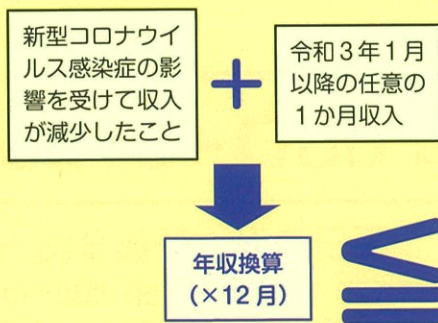 新型コロナウイ
ルス感染症の影
響を受けて収入
が減少したこと
+
令和3年1月
以降の任意の
1か月収入
年収換算
(×12月)